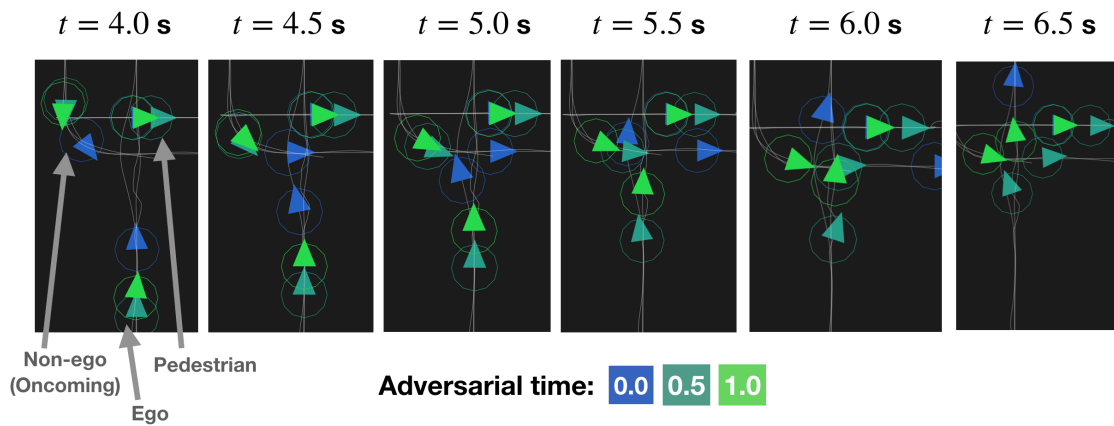 t = 4.0 s
t = 4.5 s
t = 5.0 s
t = 5.5 s
t = 6.0 s
t = 6.5 s
Non-ego
(Oncoming)
Pedestrian
Ego
Adversarial time: 0.0 0.5 1.0